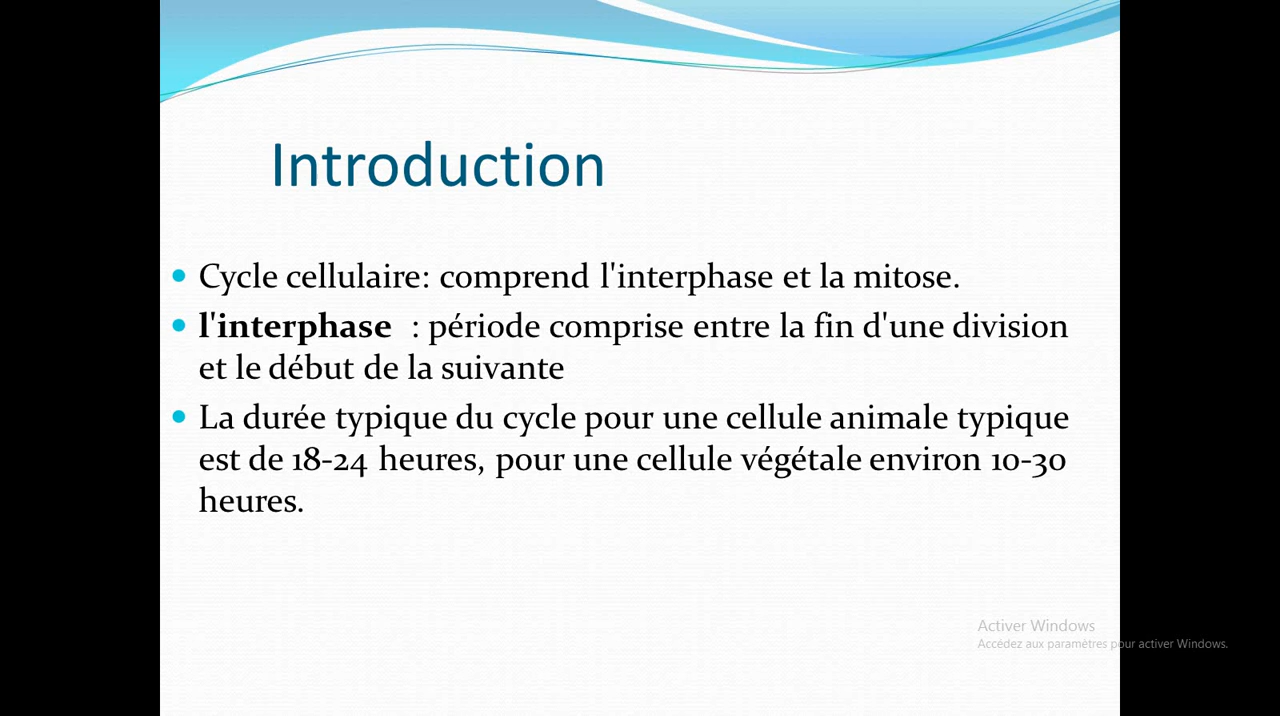 Introduction
• Cycle cellulaire: comprend l'interphase et la mitose.
• l'interphase : période comprise entre la fin d'une division
et le début de la suivante
• La durée typique du cycle pour une cellule animale typique
est de 18-24 heures, pour une cellule végétale environ 10-30
heures.
Activer Windows
Accédez aux paramètres pour activer Windows.